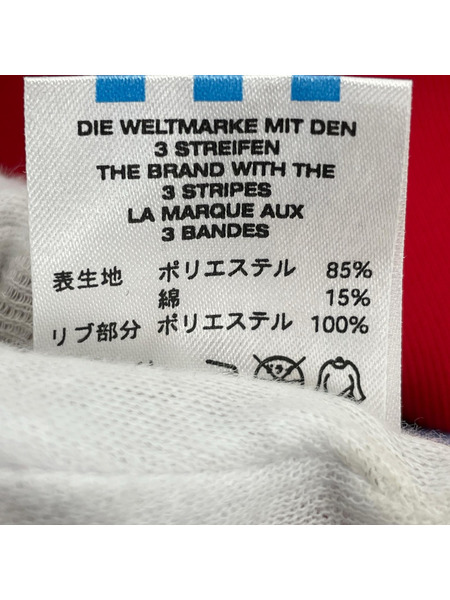 DIE WELTMARKE MIT DEN
3 STREIFEN
THE BRAND WITH THE
3 STRIPES
LA MARQUE AUX
3 BANDES
表生地 ポリエステル 85%
綿 15%
リブ部分 ポリエステル 100%